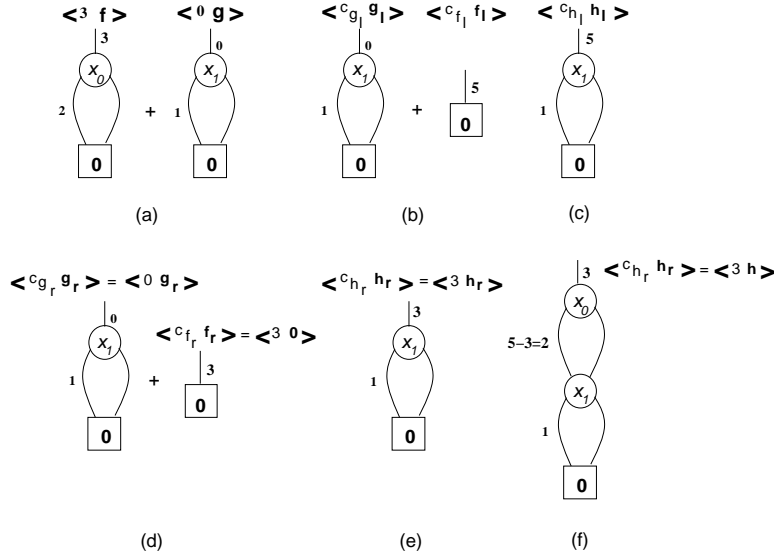 <3 f> <0 g>
3 0
x0 x1
2 + 1
0 0
(a)
<cgl gl> <cfl fl>
0
x1
5
1 +
0
0
(b)
<chl hl>
5
x1
1
0
(c)
<cgr gr> = <0 gr>
0
x1
<cfr fr> = <3 0>
3
1 +
0
0
(d)
<chr hr> = <3 hr>
3
x1
1
0
(e)
<chr hr> = <3 h>
3
x0
5–3=2
x1
1
0
(f)